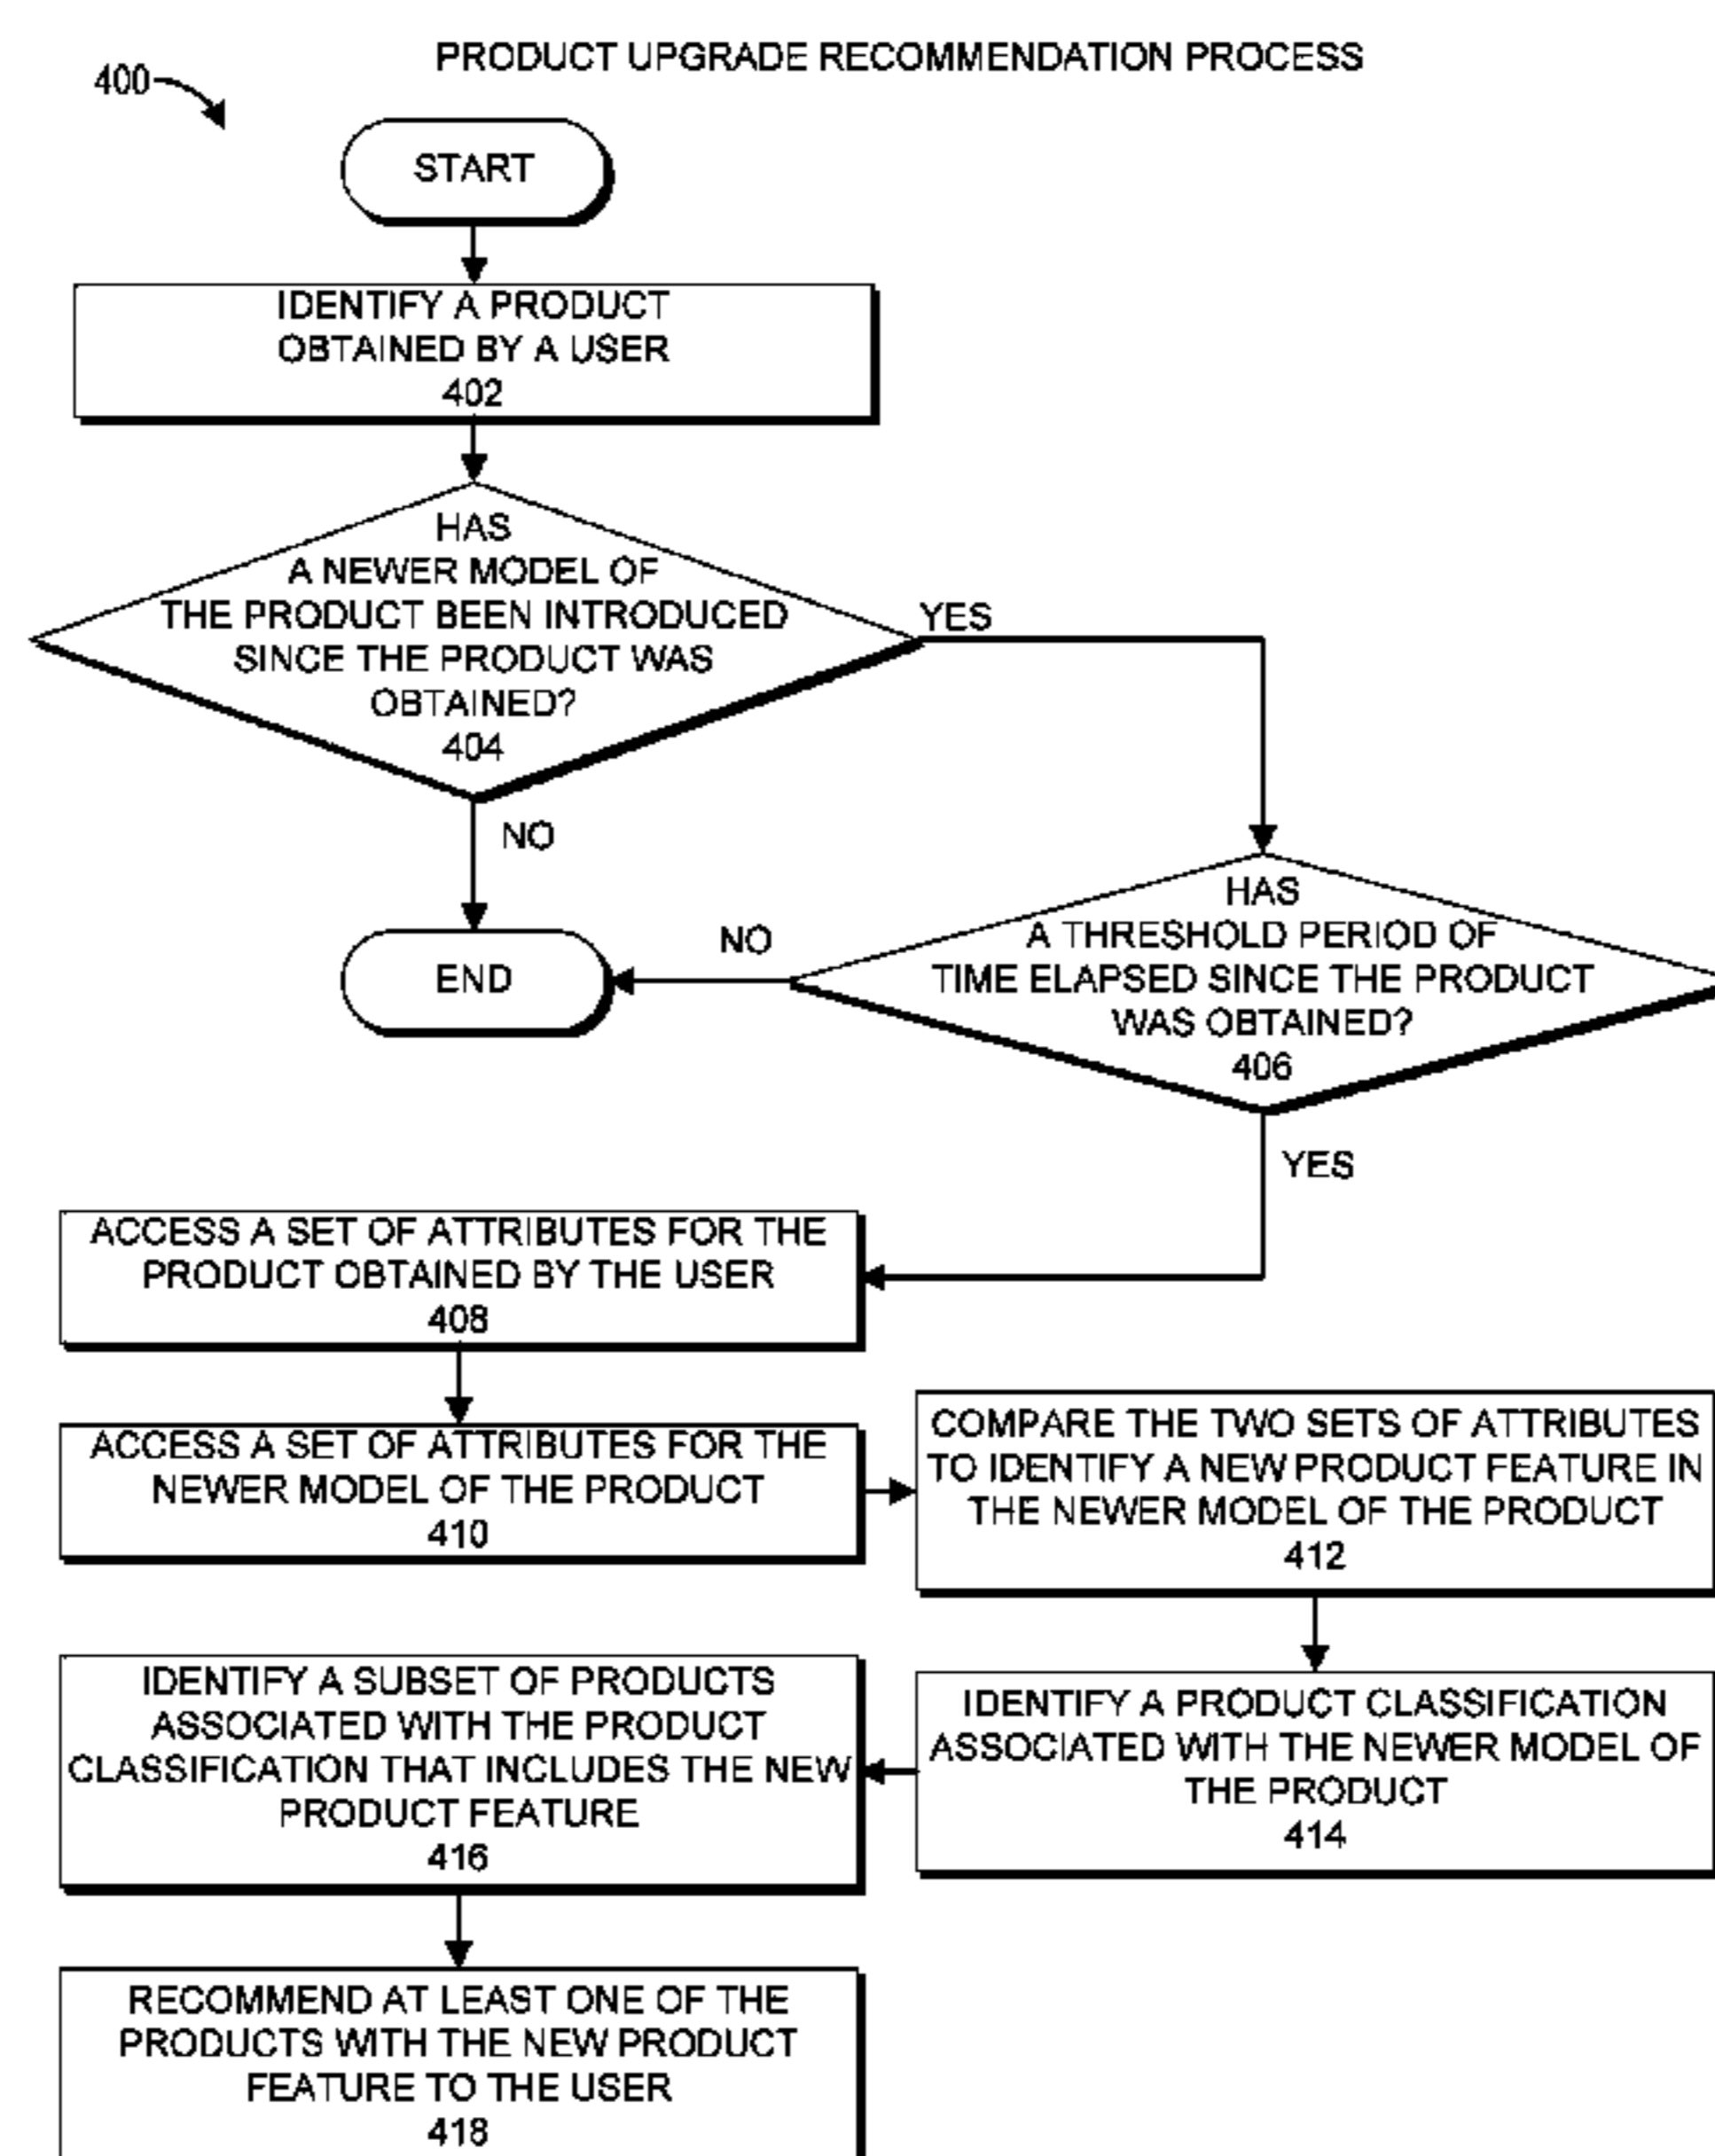 PRODUCT UPGRADE RECOMMENDATION PROCESS
400
START
IDENTIFY A PRODUCT
OBTAINED BY A USER
402
HAS
A NEWER MODEL OF
THE PRODUCT BEEN INTRODUCED
SINCE THE PRODUCT WAS
OBTAINED?
404
YES
NO
HAS
A THRESHOLD PERIOD OF
TIME ELAPSED SINCE THE PRODUCT
WAS OBTAINED?
406
NO
END
YES
ACCESS A SET OF ATTRIBUTES FOR THE
PRODUCT OBTAINED BY THE USER
408
ACCESS A SET OF ATTRIBUTES FOR THE
NEWER MODEL OF THE PRODUCT
410
COMPARE THE TWO SETS OF ATTRIBUTES
TO IDENTIFY A NEW PRODUCT FEATURE IN
THE NEWER MODEL OF THE PRODUCT
412
IDENTIFY A PRODUCT CLASSIFICATION
ASSOCIATED WITH THE NEWER MODEL OF
THE PRODUCT
414
IDENTIFY A SUBSET OF PRODUCTS
ASSOCIATED WITH THE PRODUCT
CLASSIFICATION THAT INCLUDES THE NEW
PRODUCT FEATURE
416
RECOMMEND AT LEAST ONE OF THE
PRODUCTS WITH THE NEW PRODUCT
FEATURE TO THE USER
418